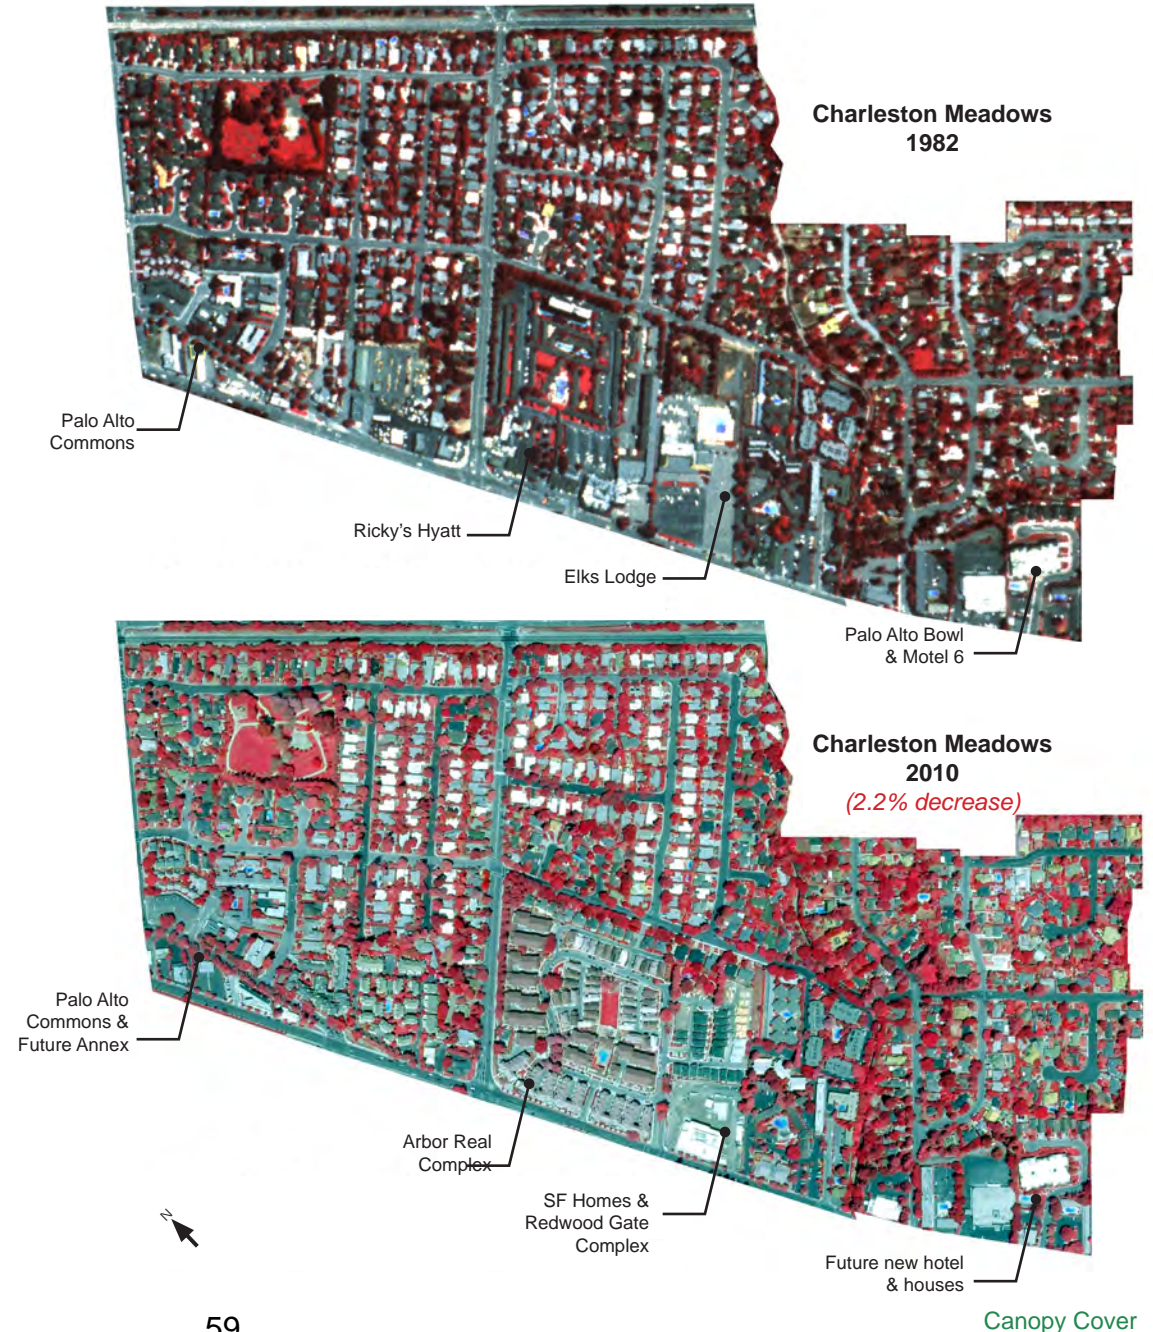 Charleston Meadows
1982
Palo Alto
Commons
Ricky's Hyatt
Elks Lodge
Palo Alto Bowl
& Motel 6
Charleston Meadows
2010
(2.2% decrease)
Palo Alto
Commons &
Future Annex
Arbor Real
Complex
SF Homes &
Redwood Gate
Complex
N
Future new hotel
& houses
59
Canopy Cover